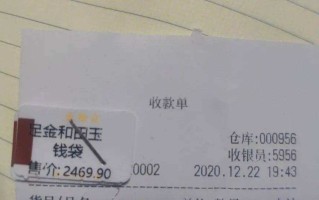 收款单
足金和田玉
钱袋
售价: 2469.90
仓库:000956
收银员:5956
0002
2020.12.22 19:43